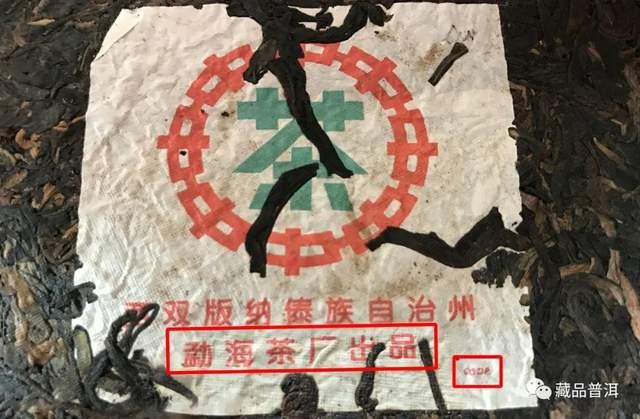 茶
西双版纳傣族自治州
勐海茶厂出品
藏品普洱